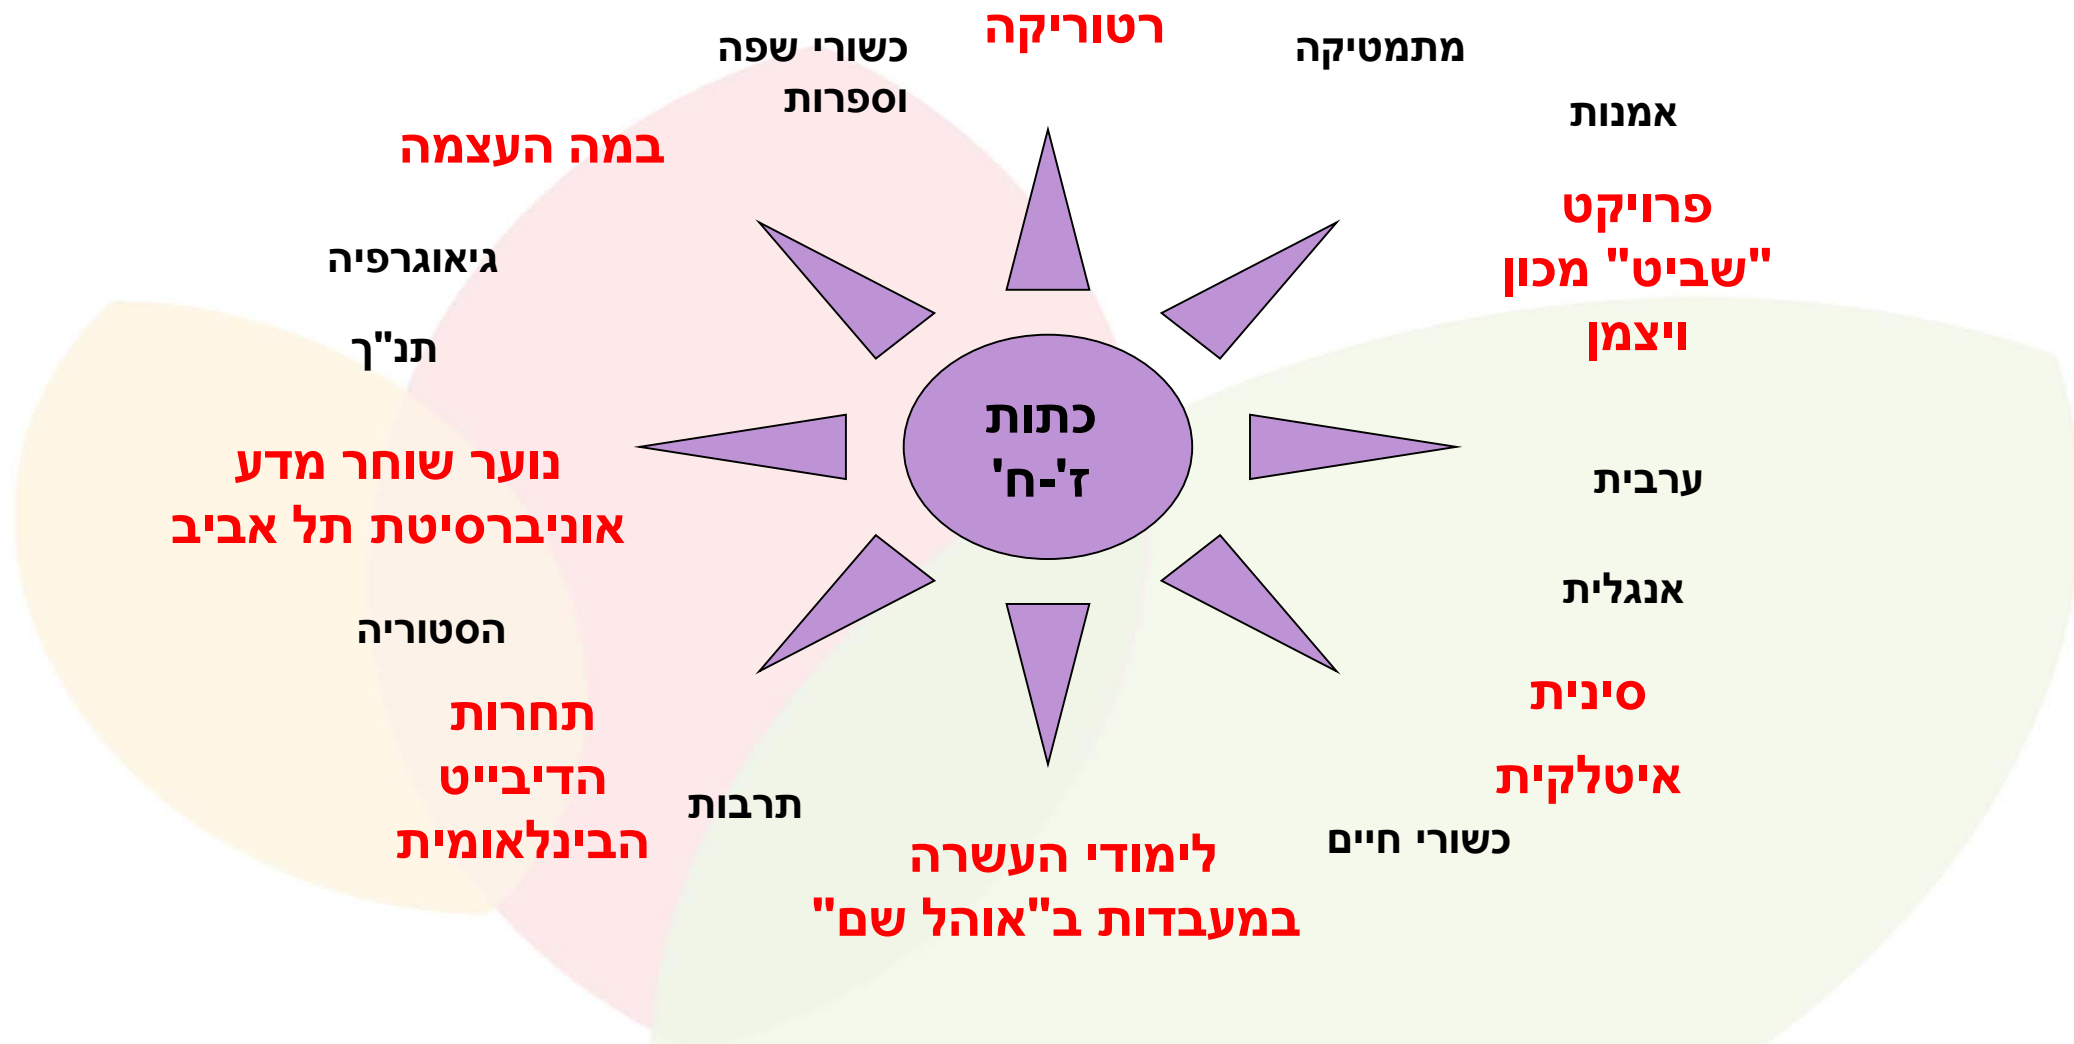 רטוריקה
מתמטיקה
כשורי שפה
וספרות
אמנות
במה העצמה
פרויקט
"שביט" מכון
ויצמן
גיאוגרפיה
תנ"ך
כתות
ז'-ח'
נוער שוחר מדע
אוניברסיטת תל אביב
ערבית
אנגלית
הסטוריה
סינית
תחרות
הדיבייט
הבינלאומית
איטלקית
תרבות
כשורי חיים
לימודי העשרה
במעבדות ב"אוהל שם"